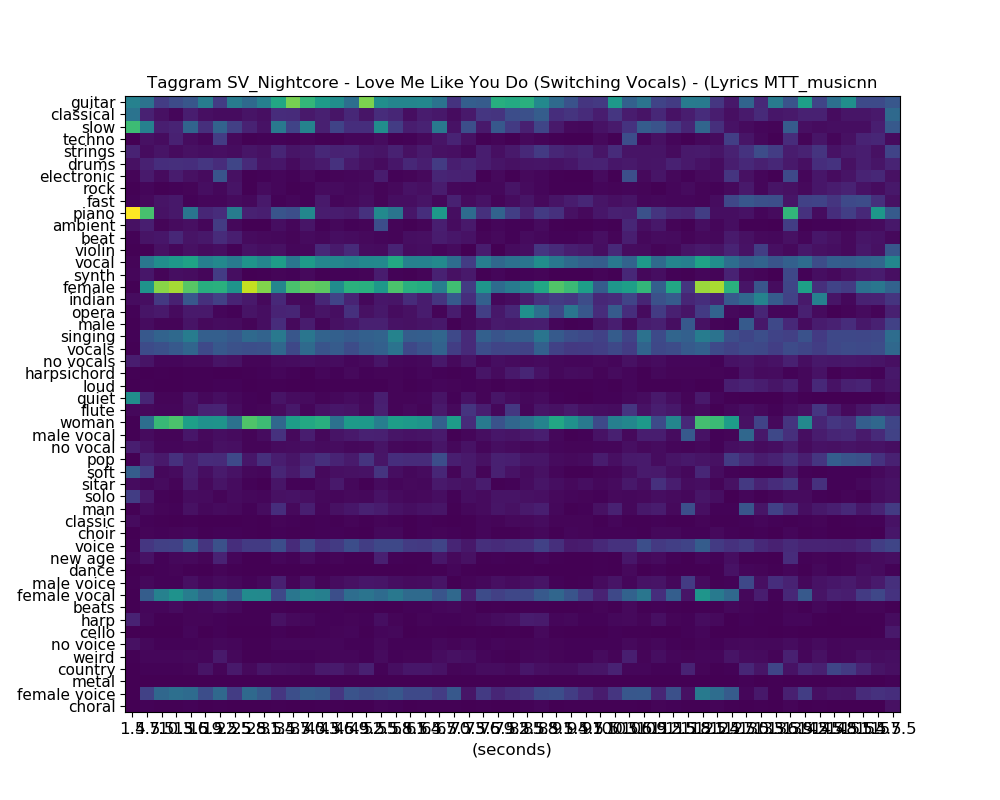 Taggram SV_Nightcore - Love Me Like You Do (Switching Vocals) - (Lyrics MTT_musicnn
guitar
classical
slow
techno
strings
drums
electronic
rock
fast
piano
ambient
beat
violin
vocal
synth
female
indian
opera
male
singing
vocals
no vocals
harpsichord
loud
quiet
flute
woman
male vocal
no vocal
pop
soft
sitar
solo
man
classic
choir
voice
new age
dance
male voice
female vocal
beats
harp
cello
no voice
weird
country
metal
female voice
choral
(seconds)